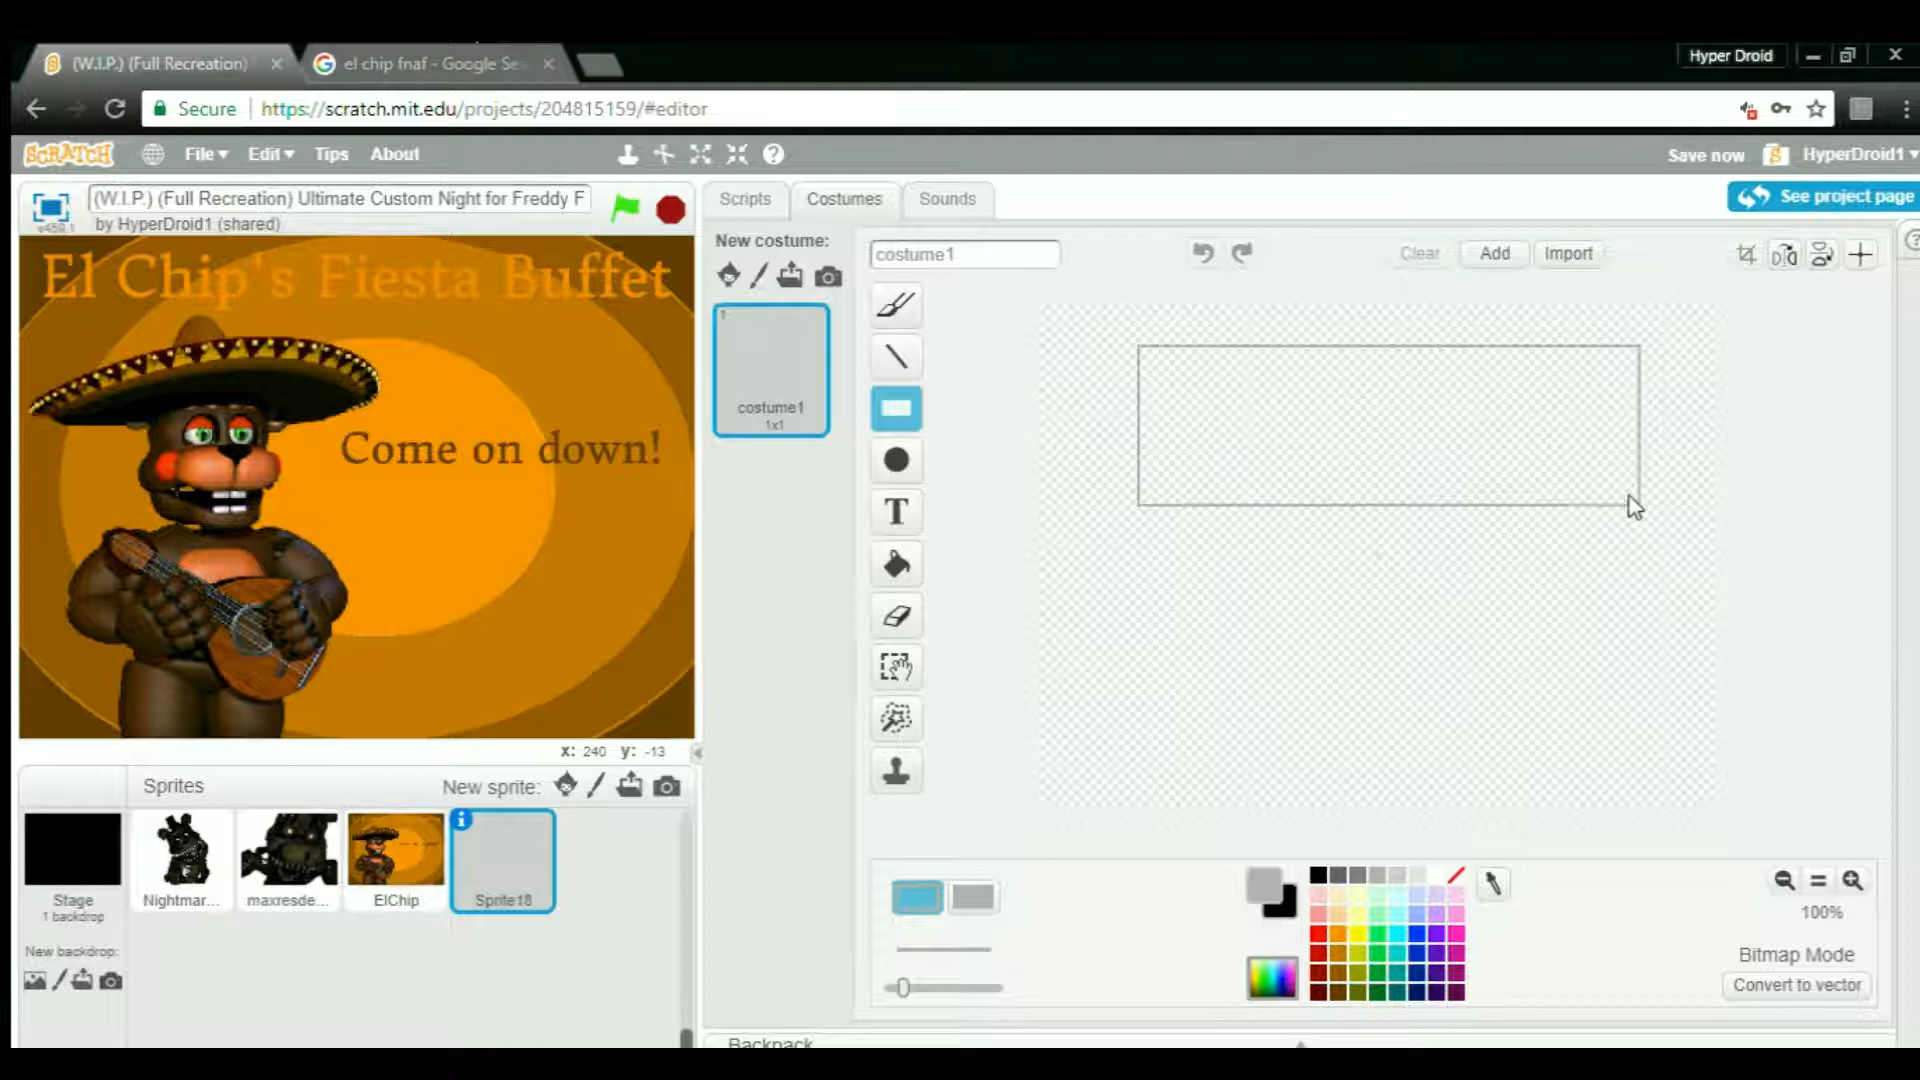 (W.I.P.) (Full Recreation)
el chip fnaf - Google Se
Hyper Droid
Secure
https://scratch.mit.edu/projects/204815159/#editor
SCRATCH
File
Edit
Tips
About
Save now
HyperDroid1
(W.I.P.) (Full Recreation) Ultimate Custom Night for Freddy F
by HyperDroid1 (shared)
v459.1
Scripts
Costumes
Sounds
See project page
New costume:
costume1
Clear
Add
Import
El Chip's Fiesta Buffet
Come on down!
1
costume1
1x1
T
x: 240 y: -13
Sprites
New sprite:
Stage
1 backdrop
Nightmar...
maxresde...
ElChip
Sprite18
New backdrop:
100%
Bitmap Mode
Convert to vector
Backpack